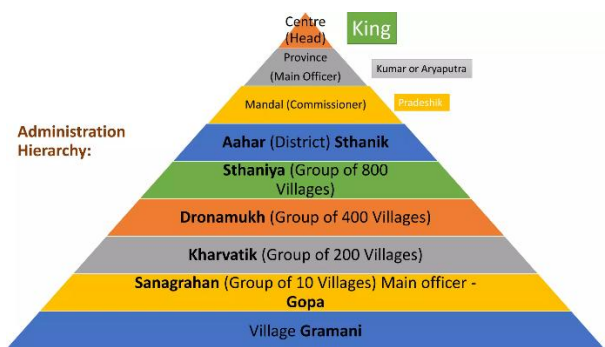 Centre
(Head)
King
Province
(Main Officer)
Kumar or Aryaputra
Mandal (Commissioner)
Pradeshik
Administration
Hierarchy:
Aahar (District) Sthanik
Sthaniya (Group of 800
Villages)
Dronamukh (Group of 400 Villages)
Kharvatik (Group of 200 Villages)
Sanagrahan (Group of 10 Villages) Main officer -
Gopa
Village Gramani